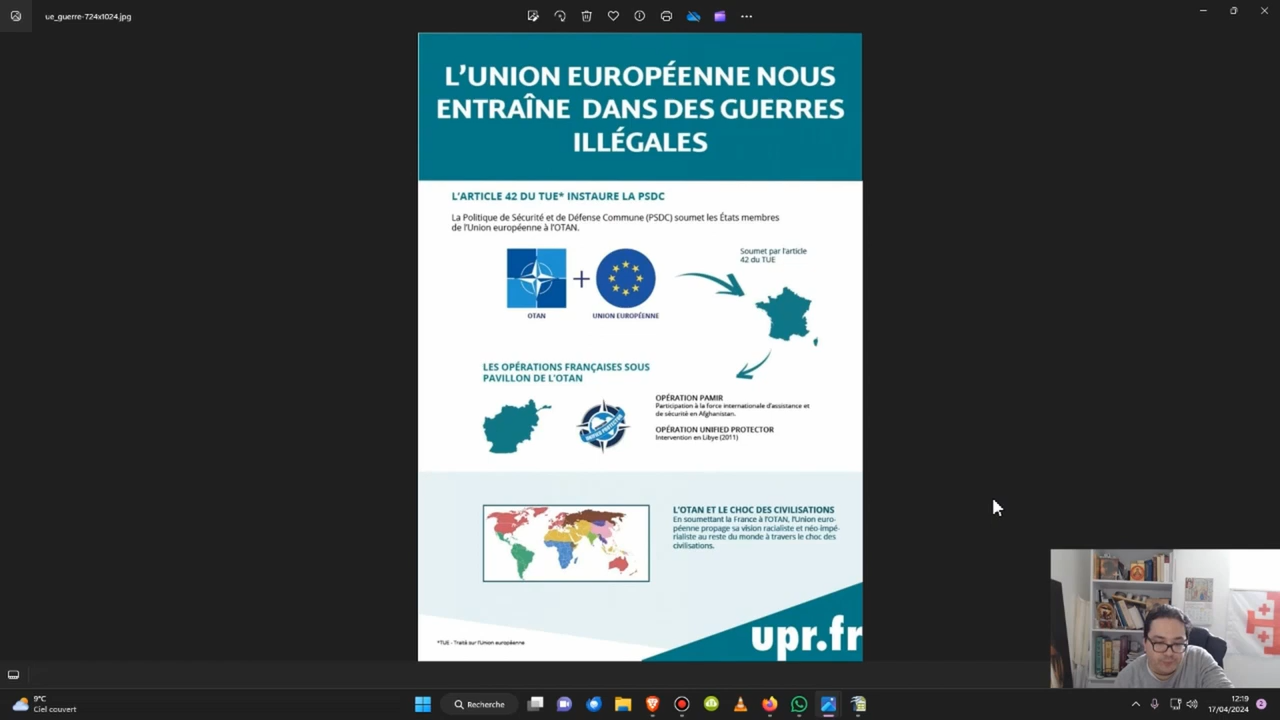 ue_guerre-724x1024.jpg
L'UNION EUROPÉENNE NOUS
ENTRAÎNE DANS DES GUERRES
ILLÉGALES
L'ARTICLE 42 DU TUE* INSTAURE LA PSDC
La Politique de Sécurité et de Défense Commune (PSDC) soumet les États membres
de l'Union européenne à l'OTAN.
Soumet par l'article
42 du TUE
OTAN
UNION EUROPÉENNE
LES OPÉRATIONS FRANÇAISES SOUS
PAVILLON DE L'OTAN
OPÉRATION PAMIR
Participation à la force internationale d'assistance et
de sécurité en Afghanistan.
OPÉRATION UNIFIED PROTECTOR
Intervention en Libye (2011)
UNIFIED PROTECTOR
L'OTAN ET LE CHOC DES CIVILISATIONS
En soumettant la France à l'OTAN, l'Union euro-
péenne propage sa vision racialiste et néo-impé-
rialiste au reste du monde à travers le choc des
civilisations.
*TUE - Traité sur l'Union européenne
upr.fr
9°C
Ciel couvert
Recherche
12:19
17/04/2024
2